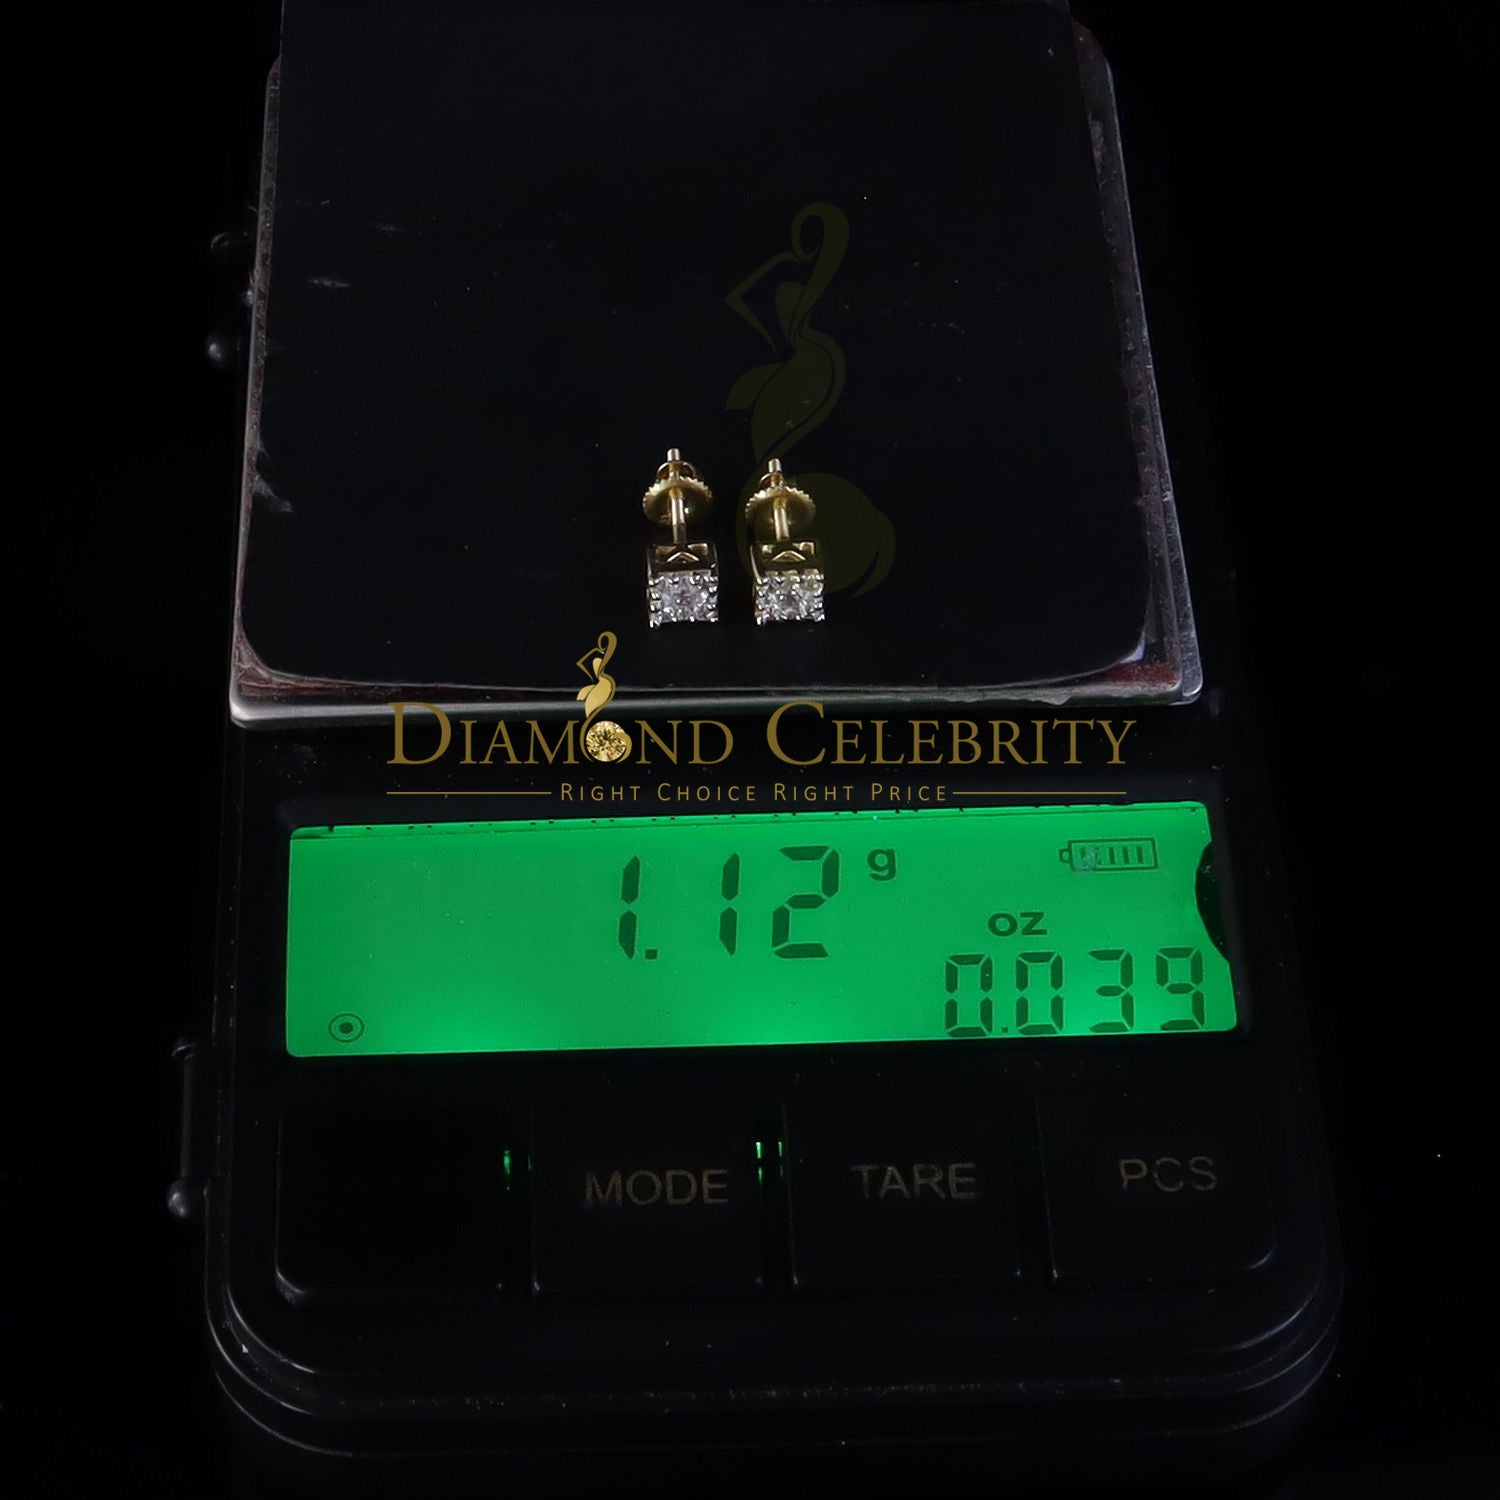 DIAMOND CELEBRITY
RIGHT CHOICE RIGHT PRICE
1.12 g
oz
0.039
MODE TARE PCS